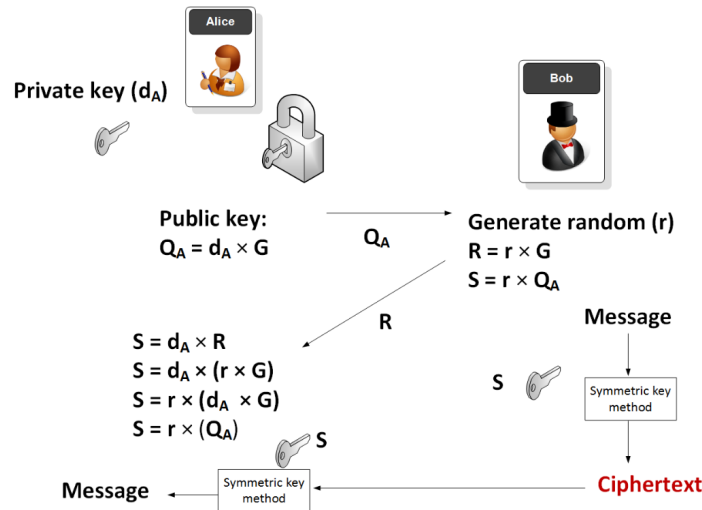 Alice
Bob
Private key (dA)
Public key:
QA = dA × G
QA
Generate random (r)
R = r × G
S = r × QA
R
S = dA × R
S = dA × (r × G)
S = r × (dA × G)
S = r × (QA)
Message
S
Symmetric key
method
Ciphertext
S
Symmetric key
method
Message